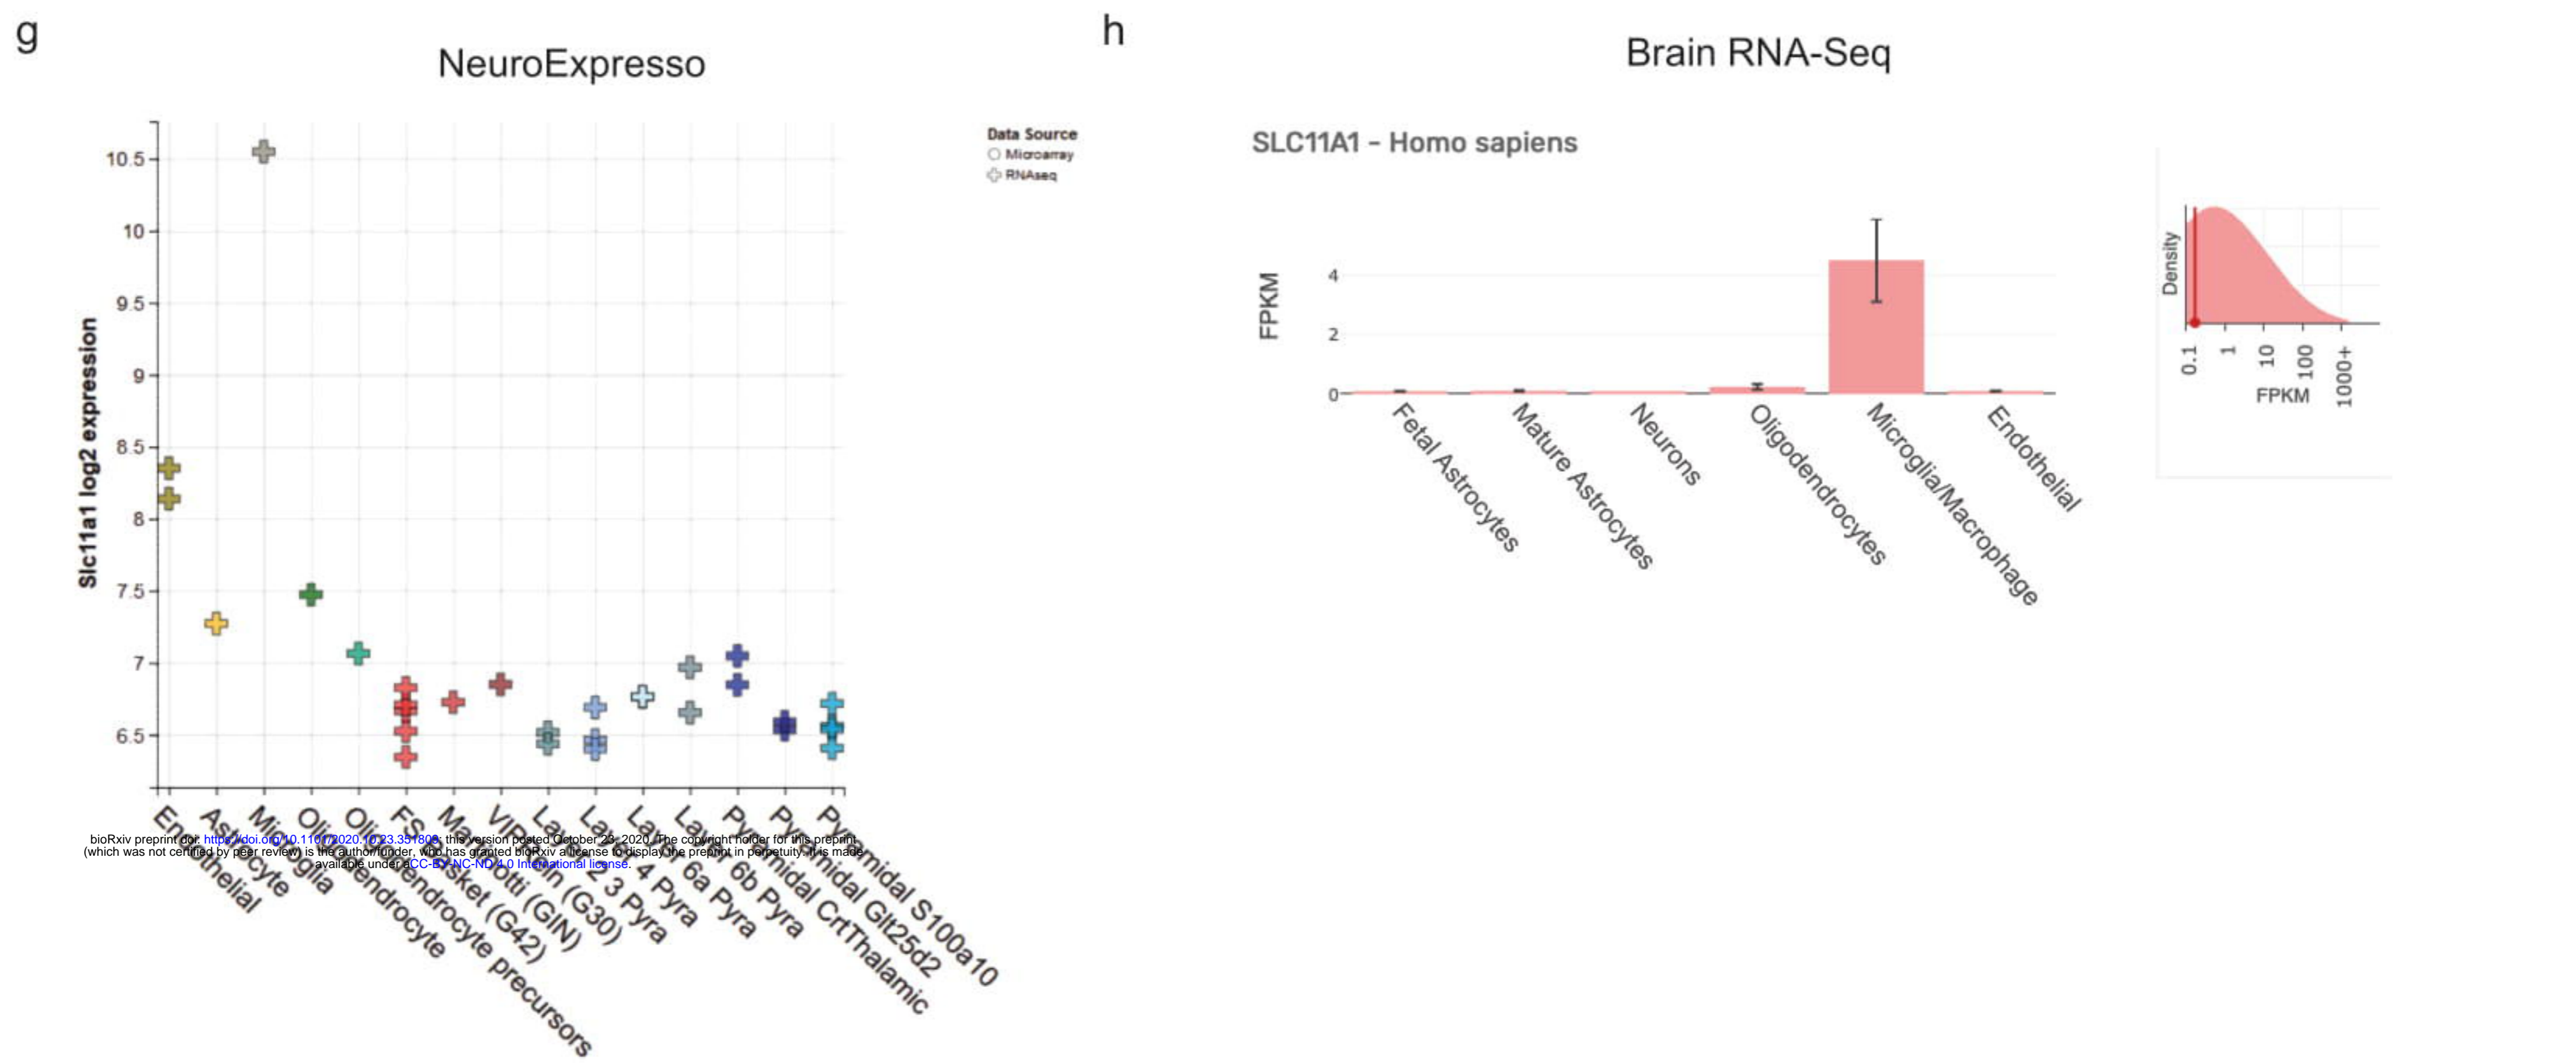 g
NeuroExpresso
Data Source
Microarray
RNAseq
Slc11a1 log2 expression
10.5
10
9.5
9
8.5
8
7.5
7
6.5
Endothelial
Astrocyte
Microglia
Oligodendrocyte
Oligodendrocyte precursors
FS Basket (G42)
Martinotti (GIN)
VIPRelin (G30)
Layer 2 3 Pyra
Layer 4 Pyra
Layer 6a Pyra
Layer 6b Pyra
Pyramidal CrtThalamic
Pyramidal Glt25d2
Pyramidal S100a10
bioRxiv preprint doi: https://doi.org/10.1101/2020.10.23.351809; this version posted October 23, 2020. The copyright holder for this preprint
(which was not certified by peer review) is the author/funder, who has granted bioRxiv a license to display the preprint in perpetuity. It is made
available under aCC-BY-NC-ND 4.0 International license.
h
Brain RNA-Seq
SLC11A1 - Homo sapiens
FPKM
4
2
0
Fetal Astrocytes
Mature Astrocytes
Neurons
Oligodendrocytes
Microglia/Macrophage
Endothelial
Density
0.1
1
10
100
1000+
FPKM